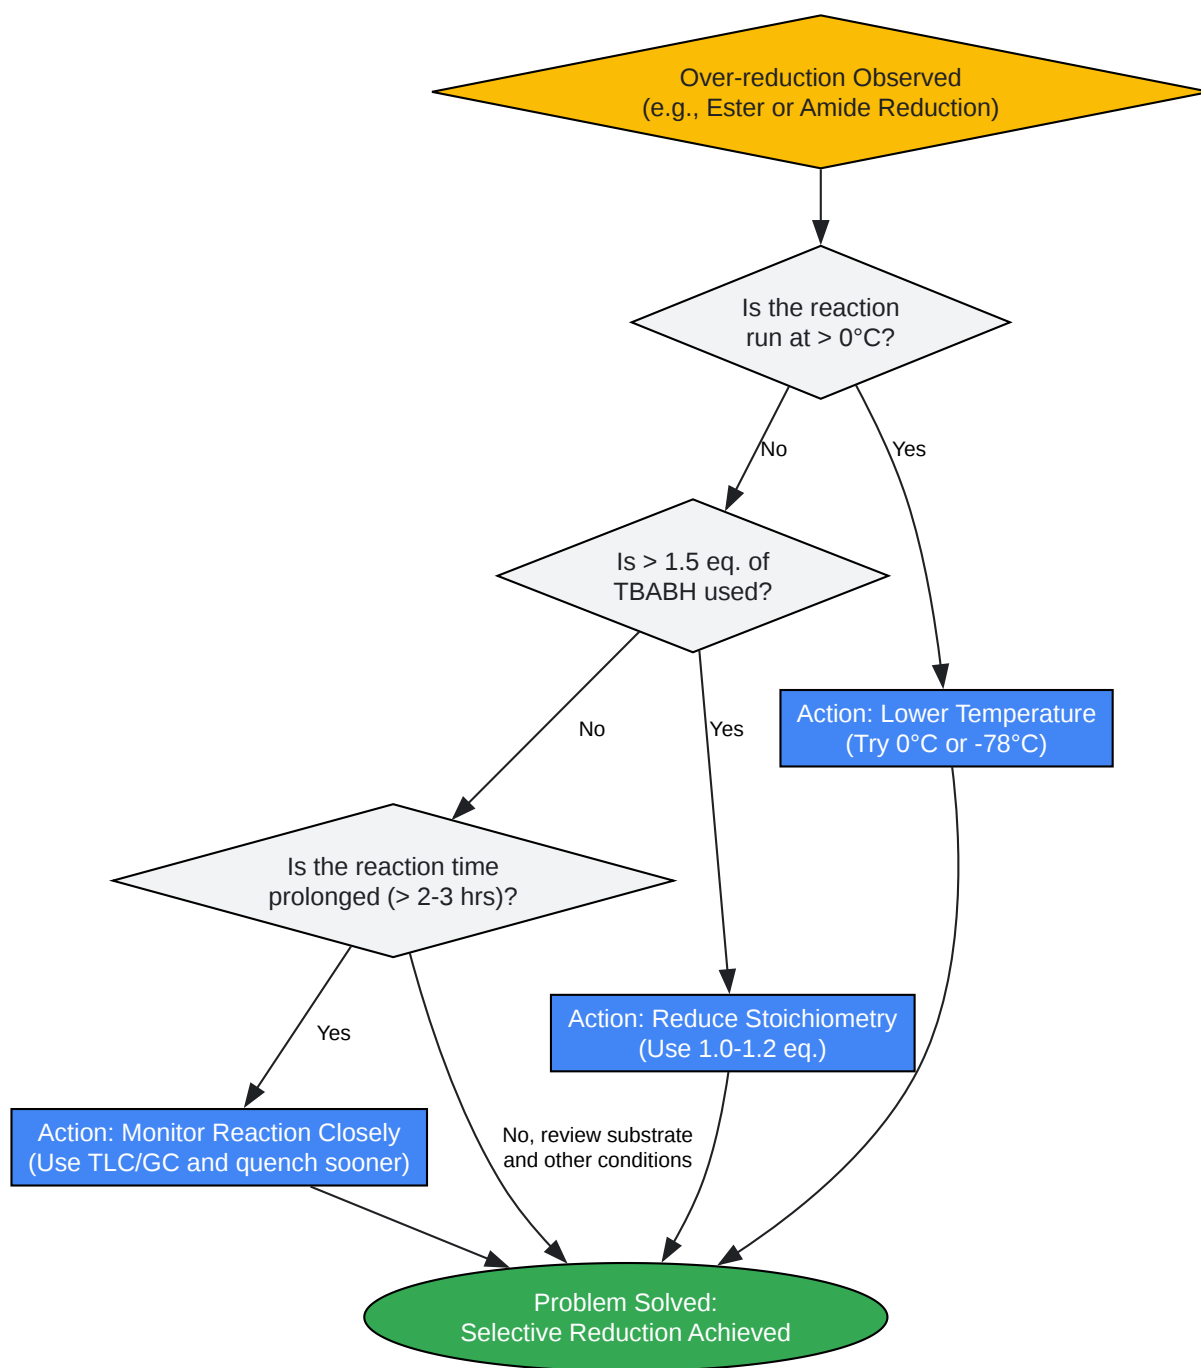 Over-reduction Observed
(e.g., Ester or Amide Reduction)
Is the reaction
run at > 0°C?
No
Yes
Is > 1.5 eq. of
TBABH used?
Action: Lower Temperature
(Try 0°C or -78°C)
No
Yes
Is the reaction time
prolonged (> 2-3 hrs)?
Action: Reduce Stoichiometry
(Use 1.0-1.2 eq.)
Yes
Action: Monitor Reaction Closely
(Use TLC/GC and quench sooner)
No, review substrate
and other conditions
Problem Solved:
Selective Reduction Achieved